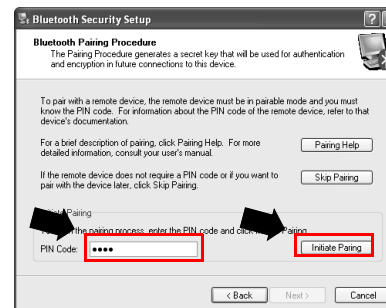 Bluetooth Security Setup
Bluetooth Pairing Procedure
The Pairing Procedure generates a secret key that will be used for authentication
and encryption in future connections to this device.
To pair with a remote device, the remote device must be in pairable mode and you must
know the PIN code. For information about the PIN code of the remote device, refer to that
device's documentation.
For a brief description of pairing, click Pairing Help. For more
detailed information, consult your user's manual.
Pairing Help
If the remote device does not require a PIN code or if you want to
pair with the device later, click Skip Pairing.
Skip Pairing
Pairing
the pairing process, enter the PIN code and click Pairing
PIN Code:
Initiate Paring
< Back
Next >
Cancel